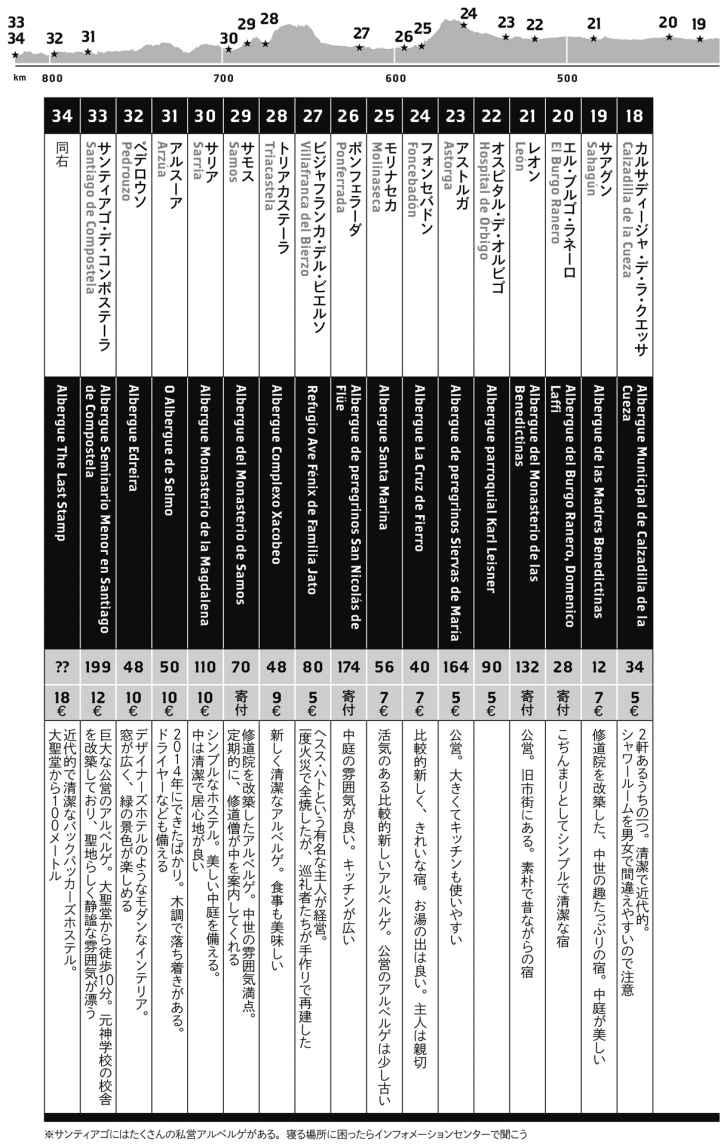 33
34
32
31
30
29
28
27
26
25
24
23
22
21
20
19
km
800
700
600
500
18
カルサディージャ・デ・ラ・クエッサ
Calzadilla de la Cueza
Albergue Municipal de Calzadilla de la
Cueza
34
5
€
2軒あるうちの一つ。清潔で近代的。
シャワールームを男女で間違えやすいので注意
19
サアグン
Sahagún
Albergue de las Madres Benedictinas
12
7
€
修道院を改築した、中世の趣たっぷりの宿。中庭が美しい
20
エル・ブルゴ・ラネーロ
El Burgo Ranero
Albergue del Burgo Ranero, Domenico
Laffi
28
寄付
こぢんまりとしてシンプルで清潔な宿
21
レオン
León
Albergue del Monasterio de las
Benedictinas
132
寄付
公営。旧市街にある。素朴で昔ながらの宿
22
オスピタル・デ・オルビゴ
Hospital de Órbigo
Albergue parroquial Karl Leisner
90
5
€
23
アストルガ
Astorga
Albergue de peregrinos Siervas de María
164
5
€
公営。大きくてキッチンも使いやすい
24
フォンセバドン
Foncebadón
Albergue La Cruz de Fierro
40
7
€
比較的新しく、きれいな宿。お湯の出は良い。主人は親切
25
モリナセカ
Molinaseca
Albergue Santa Marina
56
7
€
活気のある比較的新しいアルベルゲ。公営のアルベルゲは少し古い
26
ポンフェラーダ
Ponferrada
Albergue de peregrinos San Nicolás de
Flüe
174
寄付
中庭の雰囲気が良い。キッチンが広い
27
ビジャフランカ・デル・ビエルソ
Villafranca del Bierzo
Refugio Ave Fénix de Familia Jato
80
5
€
ヘスス・ハトという有名な主人が経営。
一度火災で全焼したが、巡礼者たちが手作りで再建した
28
トリアカステーラ
Triacastela
Albergue Complexo Xacobeo
48
9
€
新しく清潔なアルベルゲ。食事も美味しい
29
サモス
Samos
Albergue del Monasterio de Samos
70
寄付
修道院を改築したアルベルゲ。中世の雰囲気満点。
定期的に、修道僧が中を案内してくれる
30
サリア
Sarria
Albergue Monasterio de la Magdalena
110
10
€
シンプルなホステル。美しい中庭を備える。
中は清潔で居心地が良い
31
アルスーア
Arzúa
O Albergue de Selmo
50
10
€
2014年にできたばかり。木調で落ち着きがある。
ドライヤーなども備える
32
ペデロウソ
Pedrouzo
Albergue Edreira
48
10
€
デザイナーズホテルのようなモダンなインテリア。
窓が広く、緑の景色が楽しめる
33
サンティアゴ・デ・コンポステーラ
Santiago de Compostela
Albergue Seminario Menor en Santiago
de Compostela
199
12
€
巨大な公営のアルベルゲ。大聖堂から徒歩10分。元神学校の校舎
を改築しており、聖地らしく静謐な雰囲気が漂う
34
同右
Albergue The Last Stamp
??
18
€
近代的で清潔なバックパッカーズホステル。
大聖堂から100メートル
※サンティアゴにはたくさんの私営アルベルゲがある。寝る場所に困ったらインフォメーションセンターで聞こう